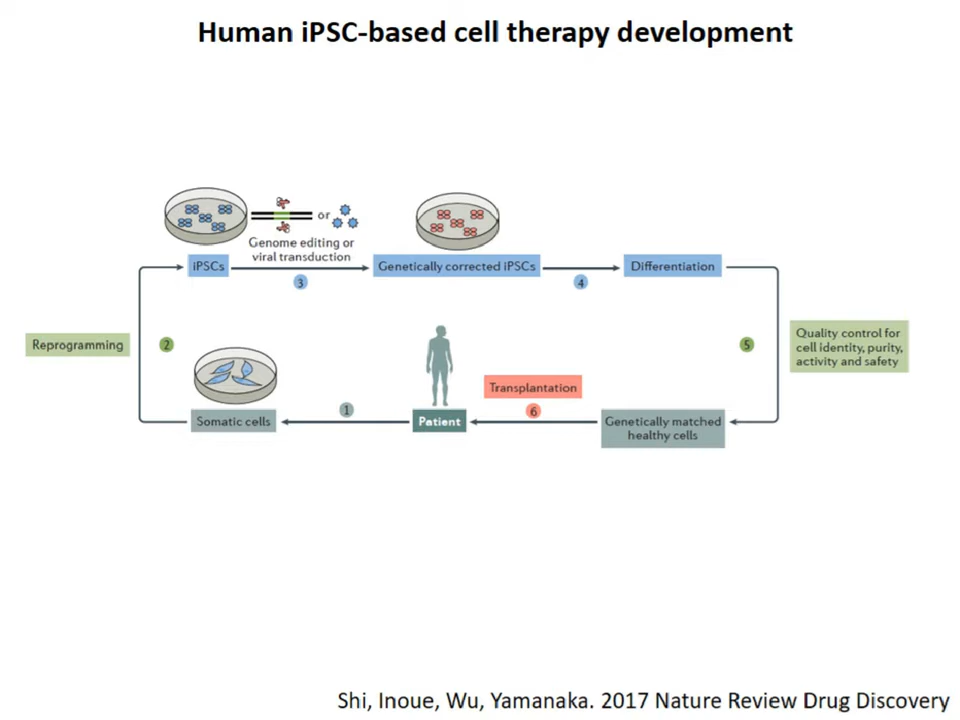 Human iPSC-based cell therapy development
or
Genome editing or
viral transduction
iPSCs
3
Genetically corrected iPSCs
4
Differentiation
Reprogramming
2
5
Quality control for
cell identity, purity,
activity and safety
Transplantation
Somatic cells
1
Patient
6
Genetically matched
healthy cells
Shi, Inoue, Wu, Yamanaka. 2017 Nature Review Drug Discovery